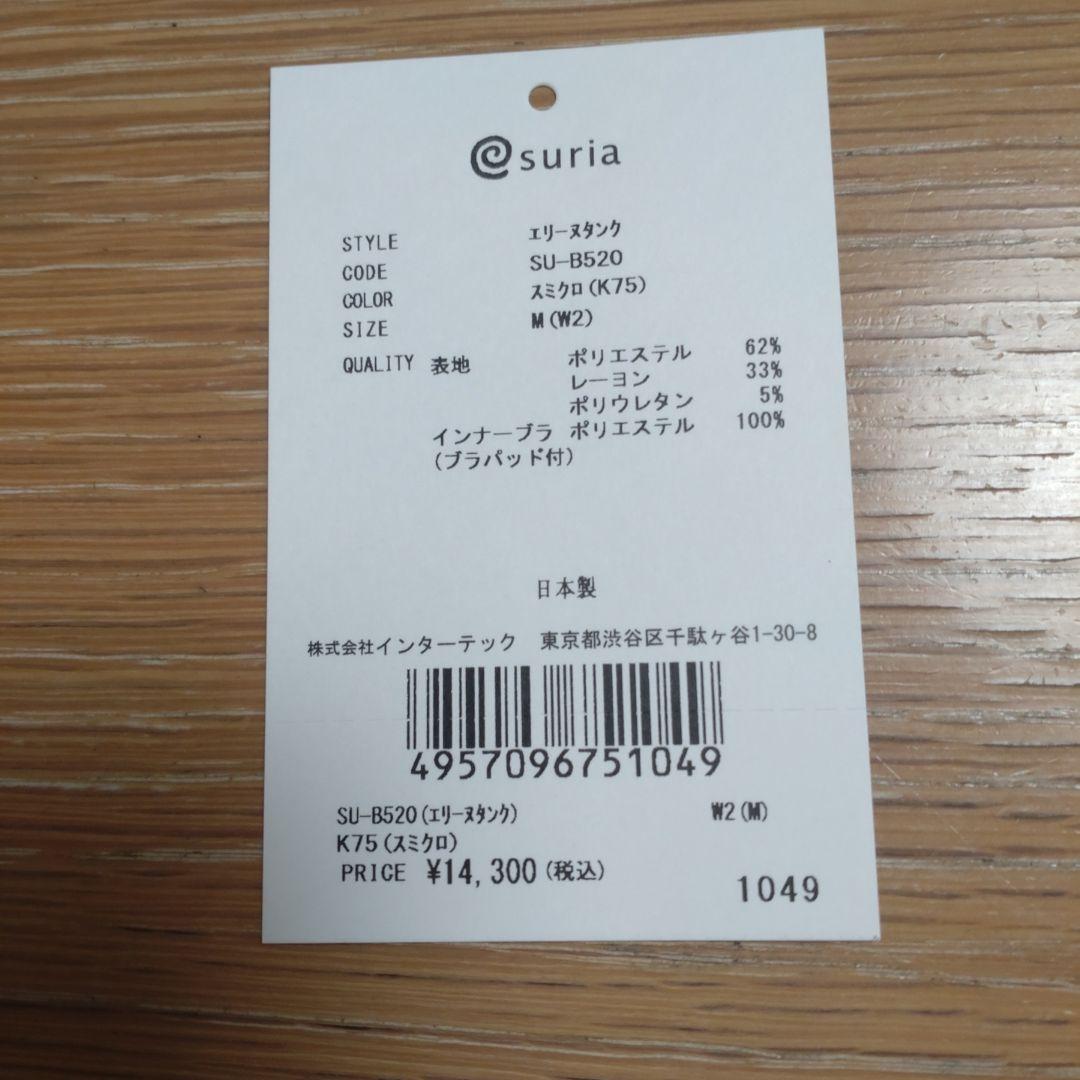 suria
STYLE エリーヌタンク
CODE SU-B520
COLOR スミクロ(K75)
SIZE M(W2)
QUALITY 表地 ポリエステル 62%
レーヨン 33%
ポリウレタン 5%
インナーブラ ポリエステル 100%
(ブラパッド付)
日本製
株式会社インターテック 東京都渋谷区千駄ヶ谷1-30-8
4957096751049
SU-B520(エリーヌタンク) W2(M)
K75(スミクロ)
PRICE ¥14,300(税込)
1049